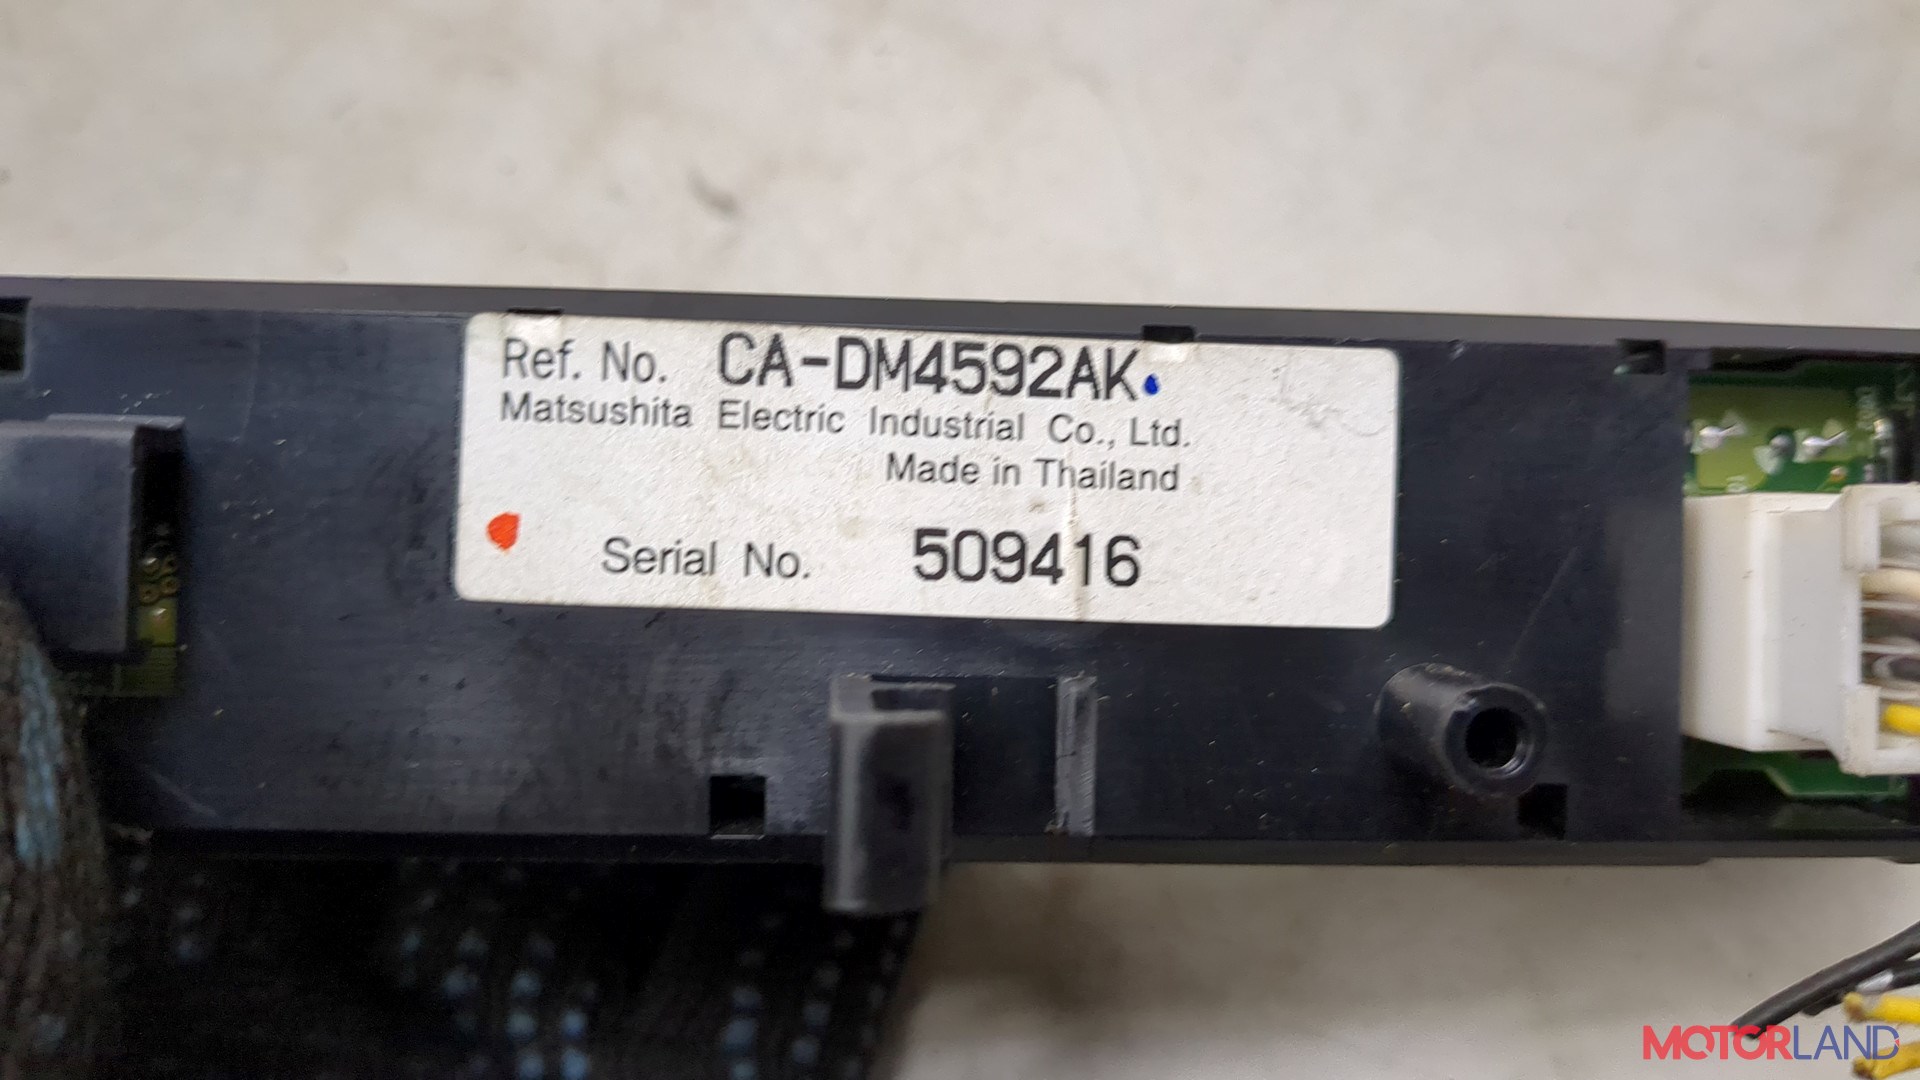 Ref. No. CA-DM4592AK
Matsushita Electric Industrial Co., Ltd.
Made in Thailand
Serial No. 509416
MOTORLAND